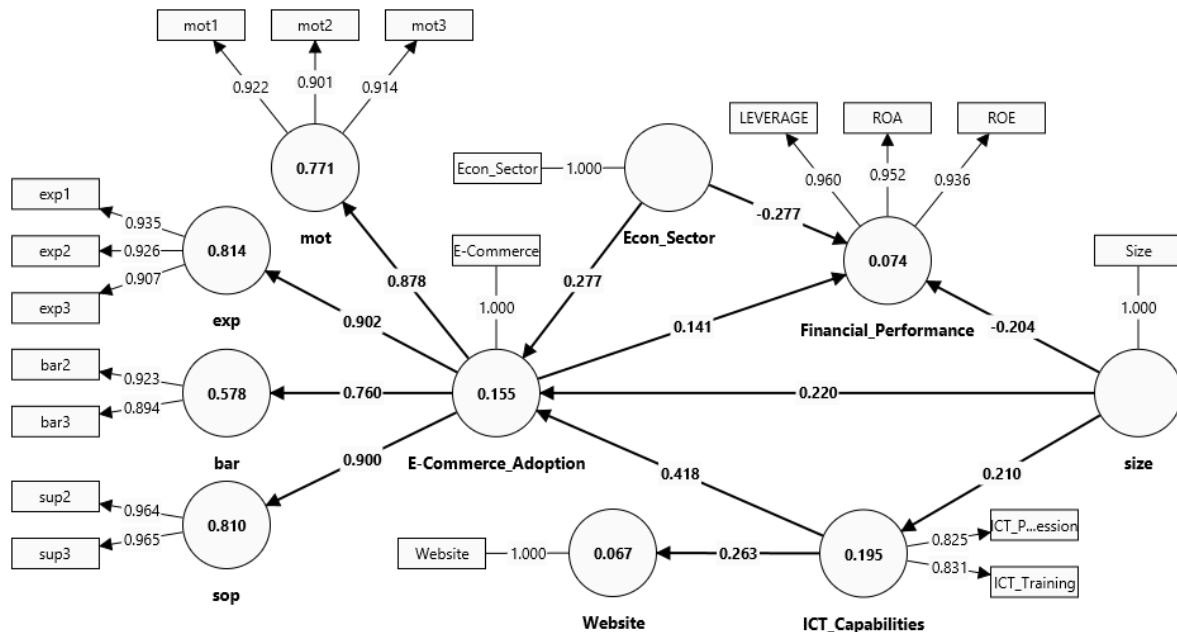 mot1
mot2
mot3
0.922
0.901
0.914
0.771
mot
LEVERAGE
ROA
ROE
0.960
0.952
0.936
Econ_Sector
1.000
Econ_Sector
-0.277
0.277
0.074
Financial_Performance
exp1
exp2
exp3
0.935
0.926
0.907
0.814
exp
E-Commerce
1.000
0.878
0.902
0.141
-0.204
Size
1.000
bar2
bar3
0.923
0.894
0.578
bar
0.760
0.155
E-Commerce_Adoption
0.220
size
0.900
0.418
0.210
sup2
sup3
0.964
0.965
0.810
sop
Website
1.000
0.067
Website
0.263
0.195
ICT_Capabilities
0.825
0.831
ICT_P...ession
ICT_Training